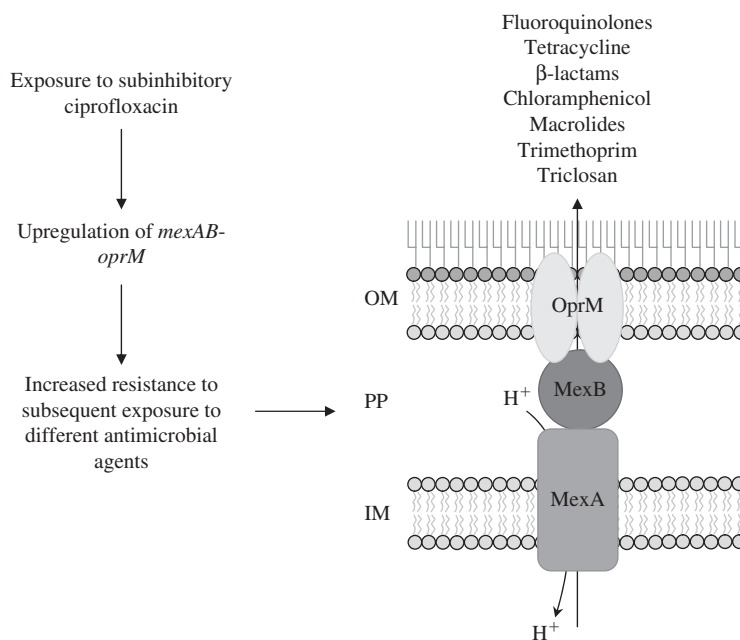 Exposure to subinhibitory
ciprofloxacin
Upregulation of mexAB-
oprM
Increased resistance to
subsequent exposure to
different antimicrobial
agents
Fluoroquinolones
Tetracycline
β-lactams
Chloramphenicol
Macrolides
Trimethoprim
Triclosan
OM
OprM
PP
MexB
H+
IM
MexA
H+